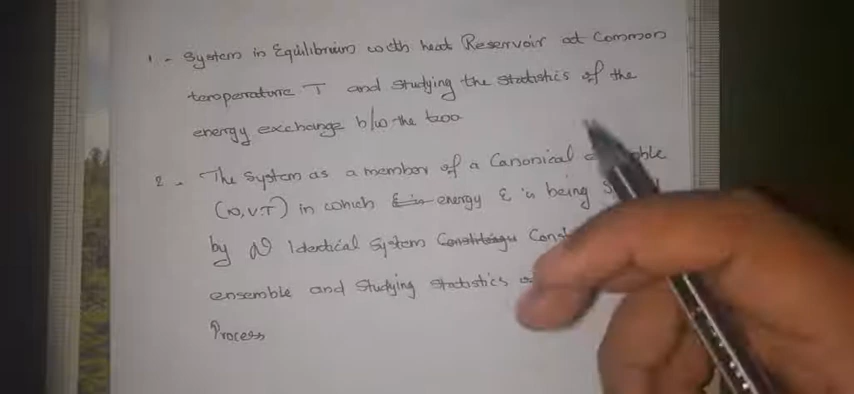 1. - System in Equilibrium with heat Reservoir at Common
temperature T and studying the statistics of the
energy exchange b/w the two
2 - The System as a member of a Canonical
(N, V, T) in which energy E is being
by N Identical System
ensemble and Studying Statistics
Process